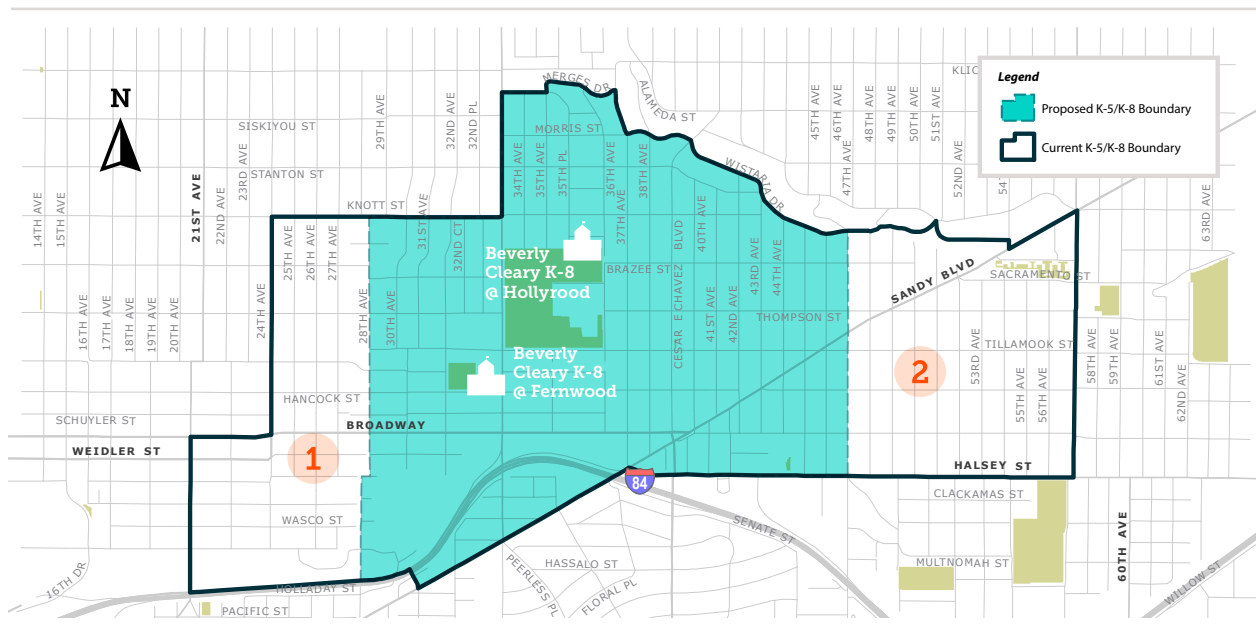 Legend
Proposed K-5/K-8 Boundary
Current K-5/K-8 Boundary
N
MERGES DR
ALAMEDA ST
KLIC
SISKIYOU ST
MORRIS ST
STANTON ST
WISTARIA DR
KNOTT ST
14TH AVE
15TH AVE
21ST AVE
22ND AVE
23RD AVE
29TH AVE
32ND AVE
32ND PL
34TH AVE
35TH AVE
35TH PL
36TH AVE
38TH AVE
45TH AVE
46TH AVE
47TH AVE
48TH AVE
49TH AVE
50TH AVE
51ST AVE
52ND AVE
54T
63RD AVE
25TH AVE
26TH AVE
27TH AVE
31ST AVE
32ND CT
37TH AVE
CESAR E CHAVEZ BLVD
40TH AVE
43RD AVE
44TH AVE
Beverly
Cleary K-8
@ Hollyrood
BRAZEE ST
SANDY BLVD
SACRAMENTO ST
16TH AVE
17TH AVE
18TH AVE
19TH AVE
20TH AVE
24TH AVE
28TH AVE
30TH AVE
41ST AVE
42ND AVE
THOMPSON ST
TILLAMOOK ST
53RD AVE
55TH AVE
56TH AVE
58TH AVE
59TH AVE
61ST AVE
62ND AVE
Beverly
Cleary K-8
@ Fernwood
2
HANCOCK ST
SCHUYLER ST
BROADWAY
WEIDLER ST
1
HALSEY ST
84
CLACKAMAS ST
WASCO ST
SENATE ST
60TH AVE
HASSALO ST
MULTNOMAH ST
16TH DR
HOLLADAY ST
PEERLESS PL
FLORAL PL
WILLOW ST
PACIFIC ST